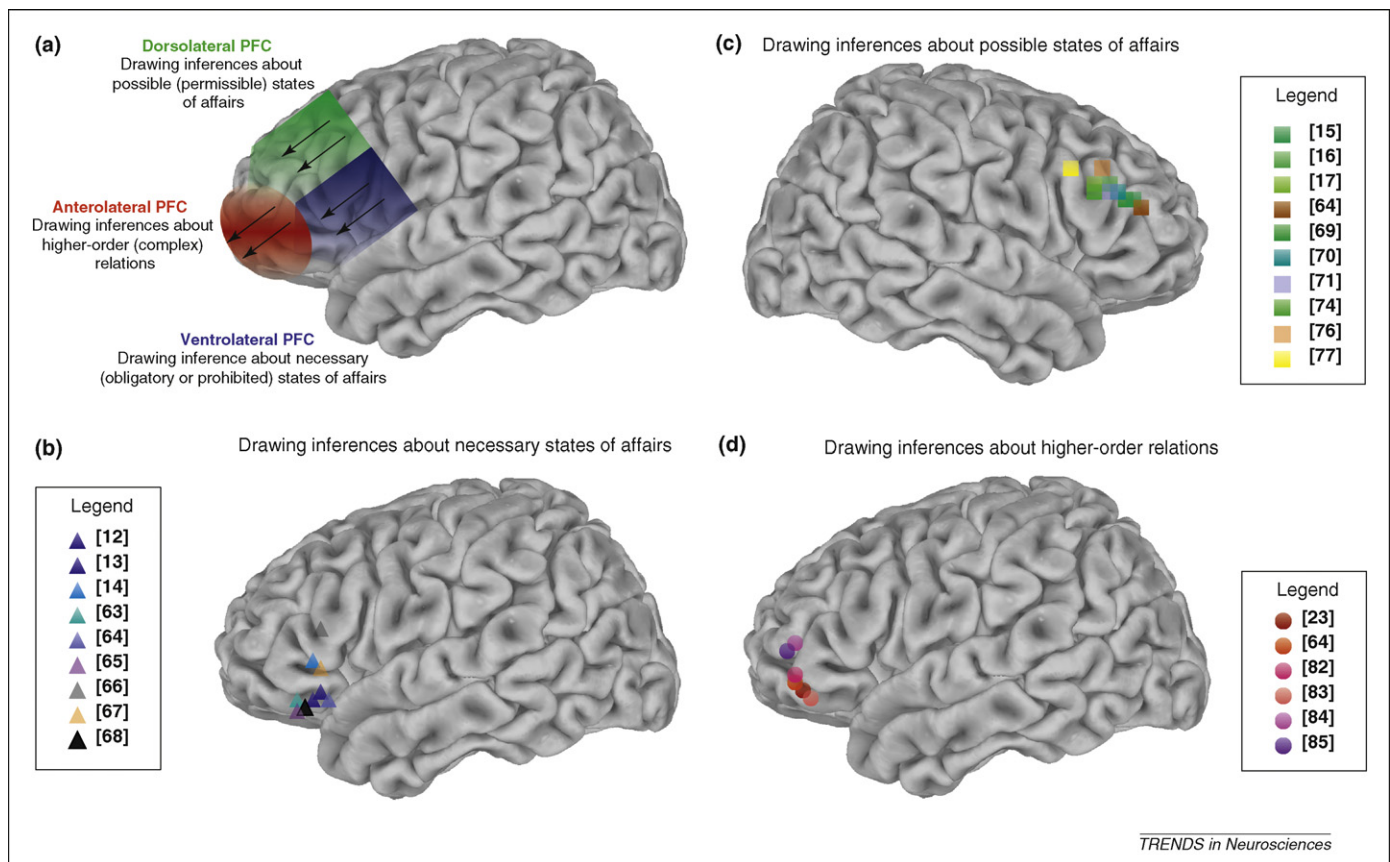 (a)
Dorsolateral PFC
Drawing inferences about
possible (permissible) states
of affairs
Anterolateral PFC
Drawing inferences about
higher-order (complex)
relations
Ventrolateral PFC
Drawing inference about necessary
(obligatory or prohibited) states of affairs
(c) Drawing inferences about possible states of affairs
Legend
[15]
[16]
[17]
[64]
[69]
[70]
[71]
[74]
[76]
[77]
(b) Drawing inferences about necessary states of affairs
Legend
[12]
[13]
[14]
[63]
[64]
[65]
[66]
[67]
[68]
(d) Drawing inferences about higher-order relations
Legend
[23]
[64]
[82]
[83]
[84]
[85]
TRENDS in Neurosciences